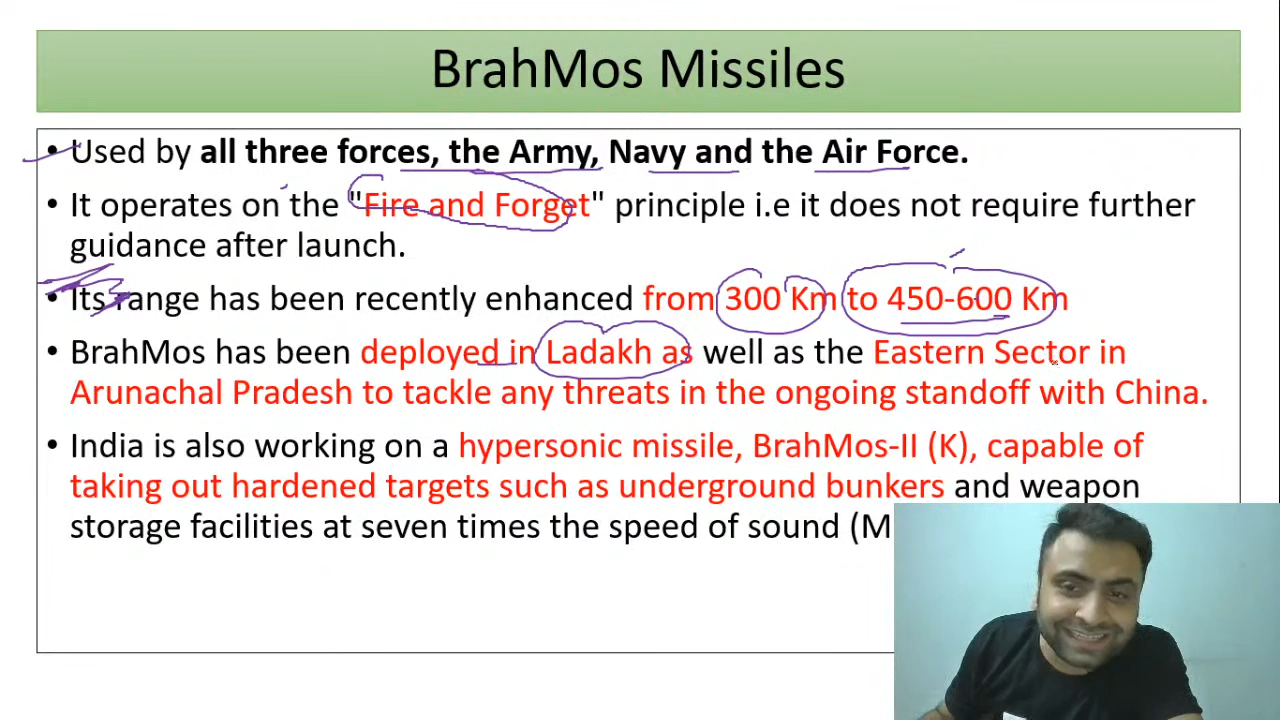 BrahMos Missiles
• Used by all three forces, the Army, Navy and the Air Force.
• It operates on the "Fire and Forget" principle i.e it does not require further
guidance after launch.
• Its range has been recently enhanced from 300 Km to 450-600 Km
• BrahMos has been deployed in Ladakh as well as the Eastern Sector in
Arunachal Pradesh to tackle any threats in the ongoing standoff with China.
• India is also working on a hypersonic missile, BrahMos-II (K), capable of
taking out hardened targets such as underground bunkers and weapon
storage facilities at seven times the speed of sound (M